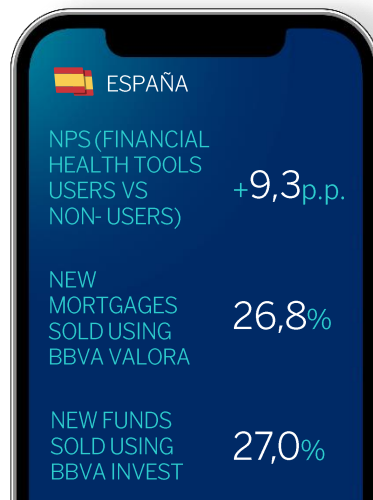 ESPAÑA
NPS (FINANCIAL
HEALTH TOOLS
USERS VS
NON- USERS)
+9,3p.p.
NEW
MORTGAGES
SOLD USING
BBVA VALORA
26,8%
NEW FUNDS
SOLD USING
BBVA INVEST
27,0%